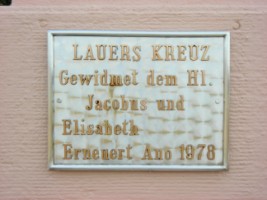 LAUERS KREUZ
Gewidmet dem Hl.
Jacobus und
Elisabeth
Erneuert Ano 1978